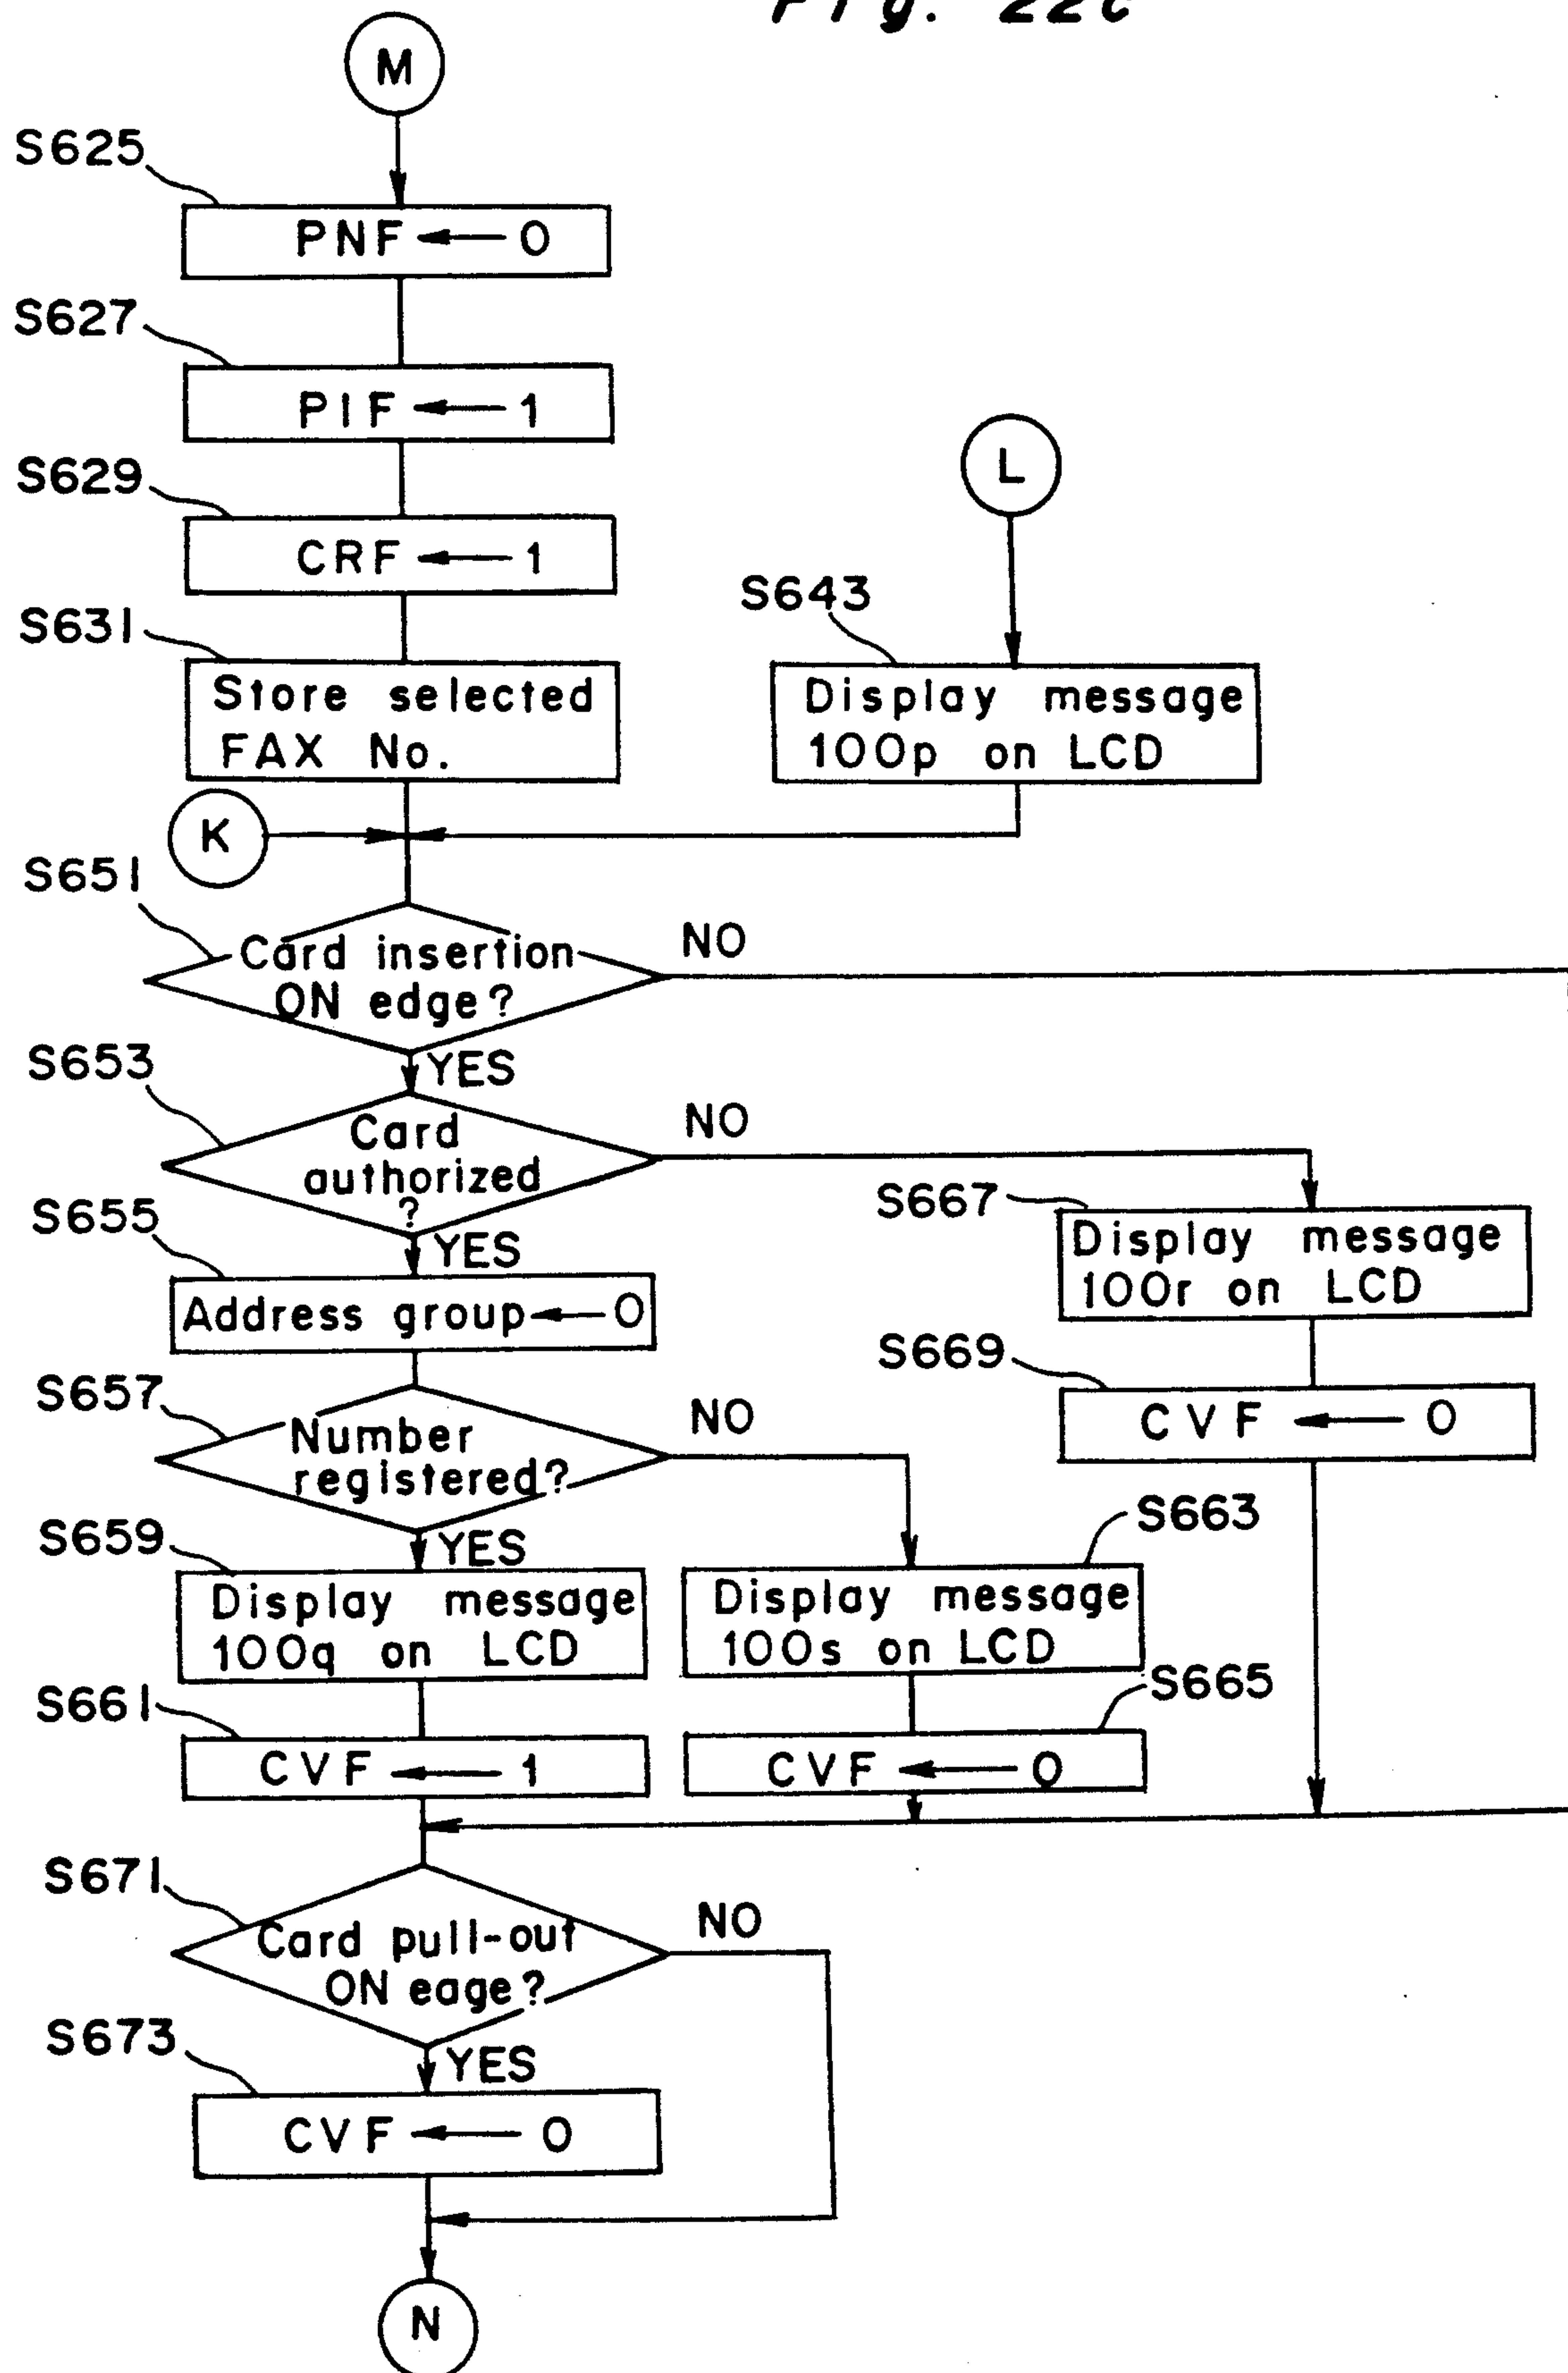 Fig. 22c
M
S625
PNF ← 0
S627
PIF ← 1
S629
CRF ← 1
L
S631
Store selected
FAX No.
S643
Display message
100p on LCD
K
S651
Card insertion
ON edge?
NO
YES
S653
Card
authorized
?
NO
YES
S655
Address group ← 0
S667
Display message
100r on LCD
S669
CVF ← 0
S657
Number
registered?
NO
YES
S659
Display message
100q on LCD
S663
Display message
100s on LCD
S661
CVF ← 1
S665
CVF ← 0
S671
Card pull-out
ON eage?
NO
YES
S673
CVF ← 0
N